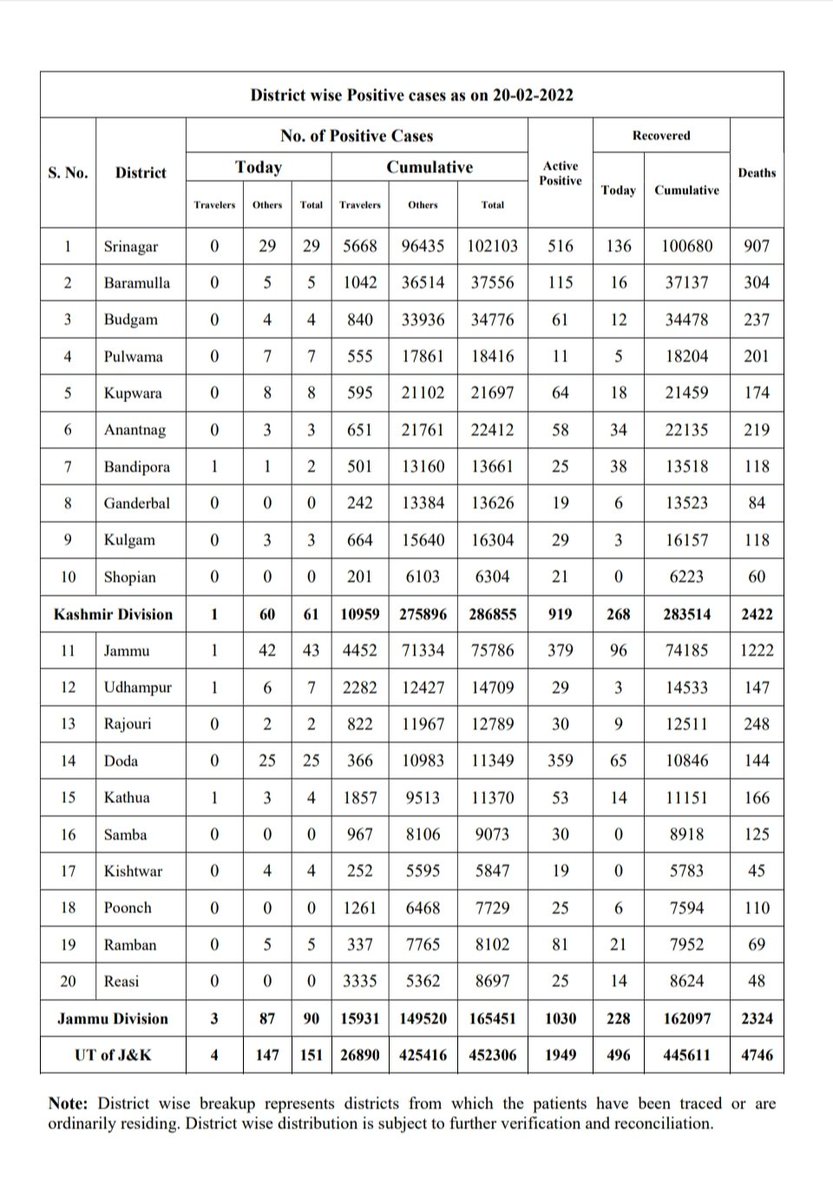 District wise Positive cases as on 20-02-2022
S. No. District No. of Positive Cases Active Positive Recovered Deaths
Today Cumulative Today Cumulative
Travelers Others Total Travelers Others Total
1 Srinagar 0 29 29 5668 96435 102103 516 136 100680 907
2 Baramulla 0 5 5 1042 36514 37556 115 16 37137 304
3 Budgam 0 4 4 840 33936 34776 61 12 34478 237
4 Pulwama 0 7 7 555 17861 18416 11 5 18204 201
5 Kupwara 0 8 8 595 21102 21697 64 18 21459 174
6 Anantnag 0 3 3 651 21761 22412 58 34 22135 219
7 Bandipora 1 1 2 501 13160 13661 25 38 13518 118
8 Ganderbal 0 0 0 242 13384 13626 19 6 13523 84
9 Kulgam 0 3 3 664 15640 16304 29 3 16157 118
10 Shopian 0 0 0 201 6103 6304 21 0 6223 60
Kashmir Division 1 60 61 10959 275896 286855 919 268 283514 2422
11 Jammu 1 42 43 4452 71334 75786 379 96 74185 1222
12 Udhampur 1 6 7 2282 12427 14709 29 3 14533 147
13 Rajouri 0 2 2 822 11967 12789 30 9 12511 248
14 Doda 0 25 25 366 10983 11349 359 65 10846 144
15 Kathua 1 3 4 1857 9513 11370 53 14 11151 166
16 Samba 0 0 0 967 8106 9073 30 0 8918 125
17 Kishtwar 0 4 4 252 5595 5847 19 0 5783 45
18 Poonch 0 0 0 1261 6468 7729 25 6 7594 110
19 Ramban 0 5 5 337 7765 8102 81 21 7952 69
20 Reasi 0 0 0 3335 5362 8697 25 14 8624 48
Jammu Division 3 87 90 15931 149520 165451 1030 228 162097 2324
UT of J&K 4 147 151 26890 425416 452306 1949 496 445611 4746
Note: District wise breakup represents districts from which the patients have been traced or are
ordinarily residing. District wise distribution is subject to further verification and reconciliation.